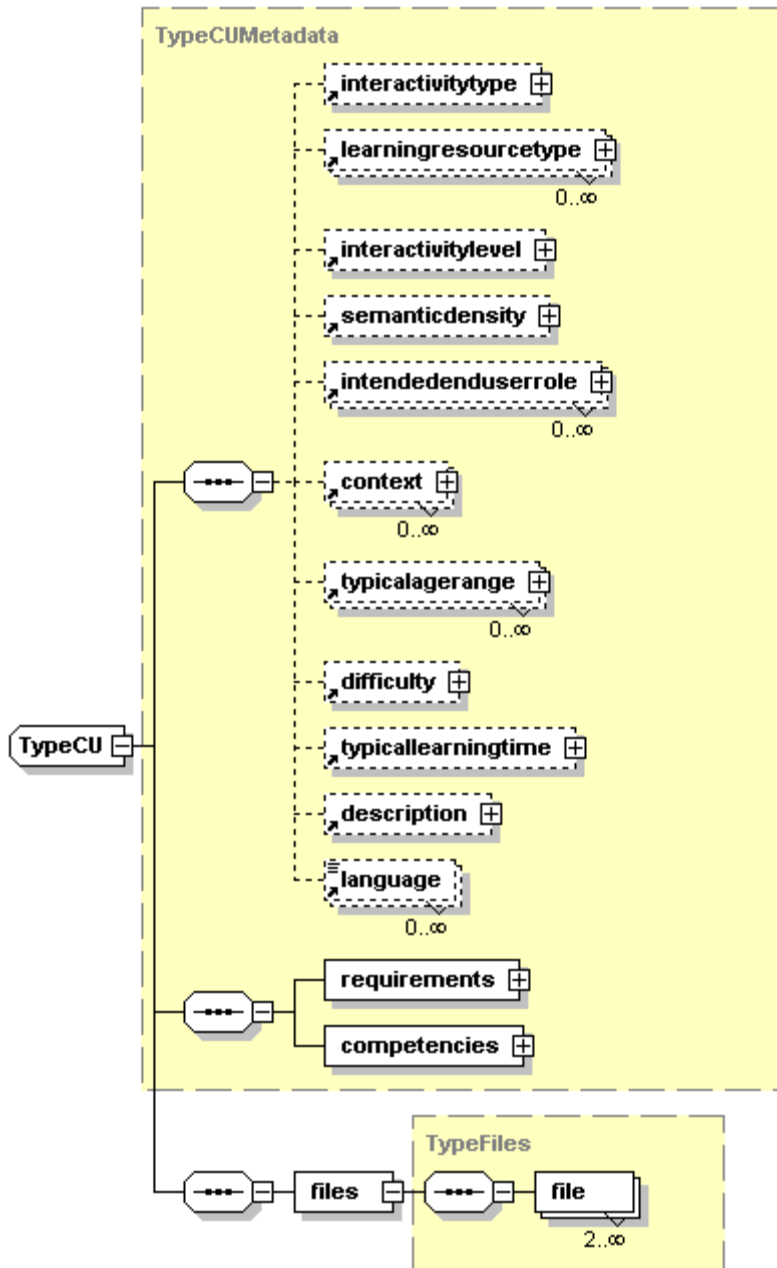 TypeCUMetadata
interactivitytype
learningresourcetype
0..∞
interactivitylevel
semanticdensity
intendedenduserrole
0..∞
context
0..∞
typicalagerange
0..∞
difficulty
TypeCU
typicallearningtime
description
language
0..∞
requirements
competencies
TypeFiles
files
file
2..∞